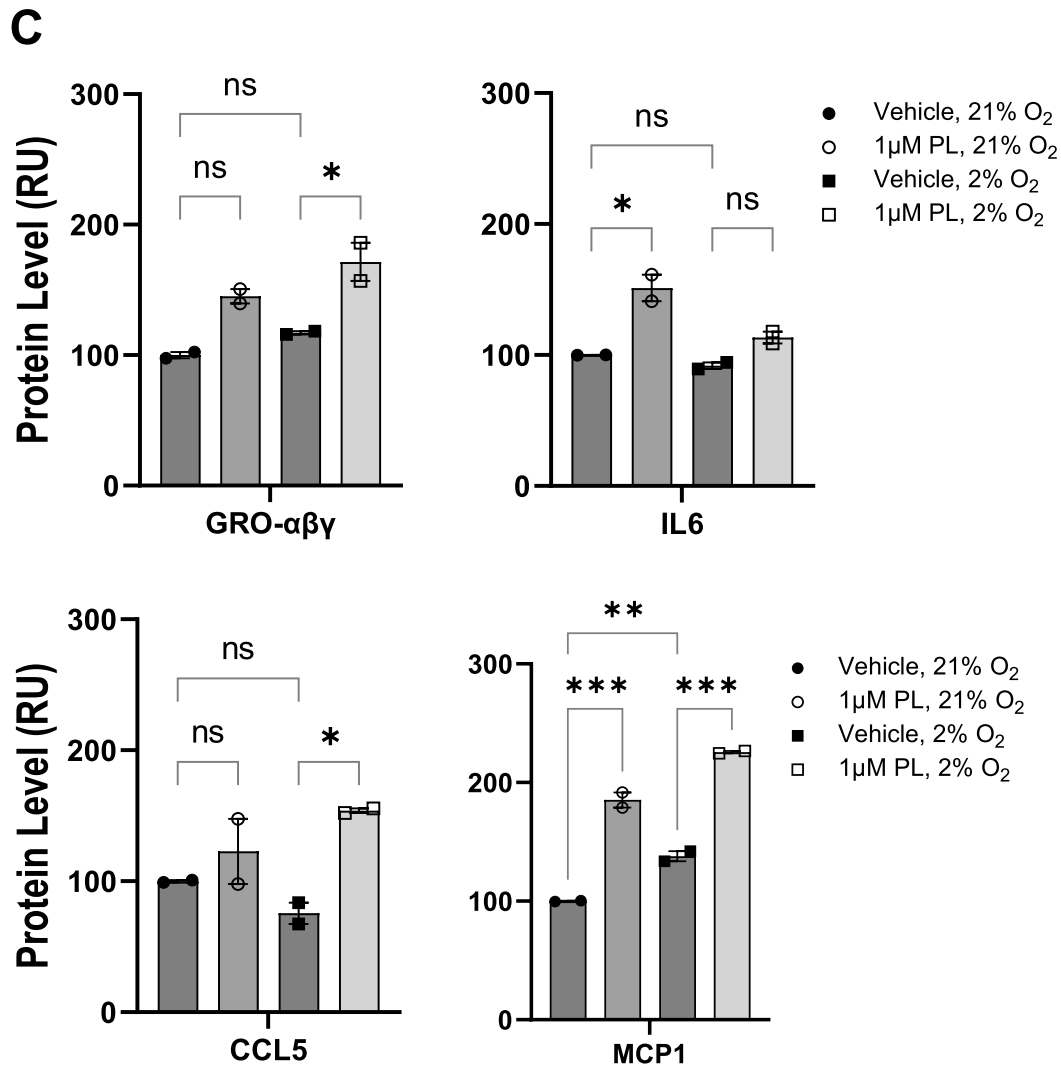 C
Protein Level (RU)
300
200
100
0
ns
ns
*
GRO-αβγ
300
200
100
0
ns
*
ns
IL6
Vehicle, 21% O₂
1µM PL, 21% O₂
Vehicle, 2% O₂
1µM PL, 2% O₂
Protein Level (RU)
300
200
100
0
ns
ns
*
CCL5
300
200
100
0
**
***
***
MCP1
Vehicle, 21% O₂
1µM PL, 21% O₂
Vehicle, 2% O₂
1µM PL, 2% O₂